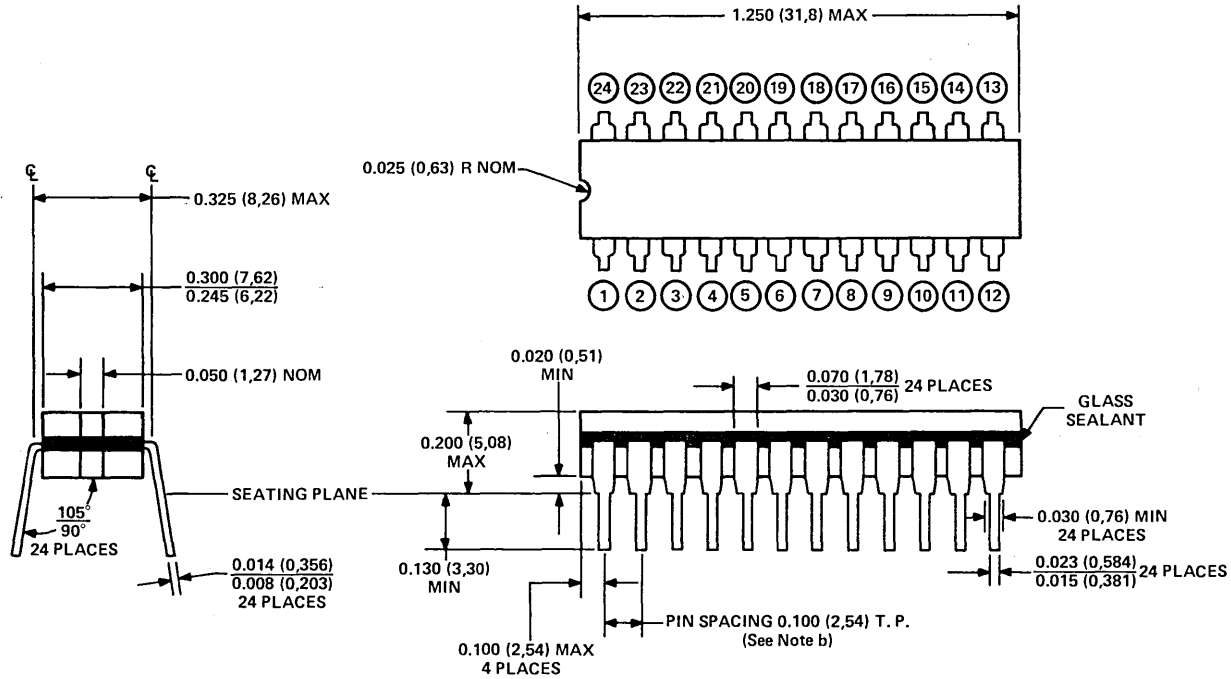 1.250 (31,8) MAX
24 23 22 21 20 19 18 17 16 15 14 13
0.025 (0,63) R NOM
1 2 3 4 5 6 7 8 9 10 11 12
℄ ℄
0.325 (8,26) MAX
0.300 (7,62)
0.245 (6,22)
0.050 (1,27) NOM
105°
90°
24 PLACES
0.014 (0,356)
0.008 (0,203)
24 PLACES
SEATING PLANE
0.020 (0,51)
MIN
0.200 (5,08)
MAX
0.130 (3,30)
MIN
0.070 (1,78)
0.030 (0,76)
24 PLACES
GLASS
SEALANT
0.030 (0,76) MIN
24 PLACES
0.023 (0,584)
0.015 (0,381)
24 PLACES
PIN SPACING 0.100 (2,54) T. P.
(See Note b)
0.100 (2,54) MAX
4 PLACES